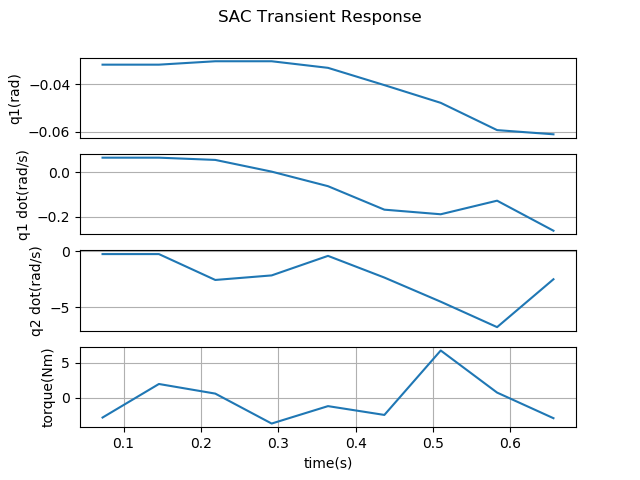 SAC Transient Response
q1(rad)
−0.04
−0.06
q1 dot(rad/s)
0.0
−0.2
q2 dot(rad/s)
0
−5
torque(Nm)
5
0
0.1 0.2 0.3 0.4 0.5 0.6
time(s)